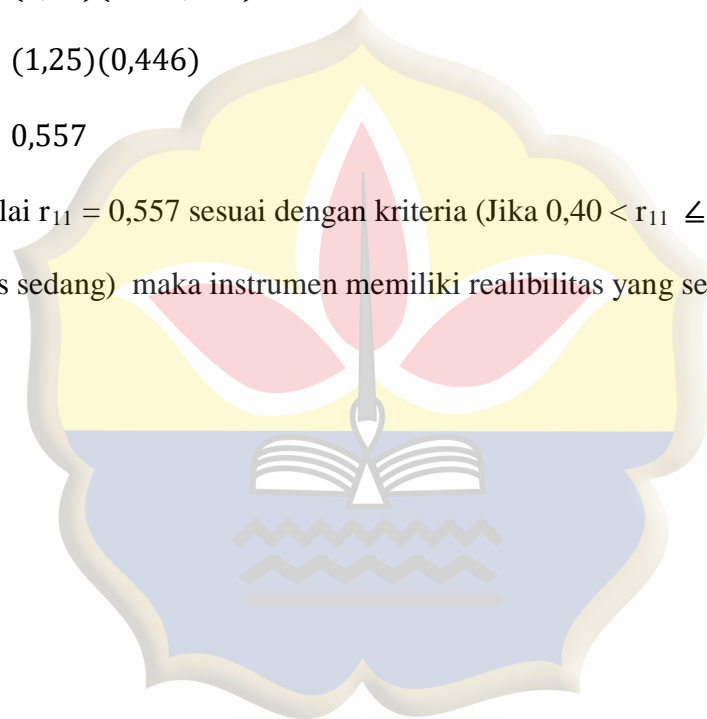 (1,25)(0,446)
0,557
lai r₁₁ = 0,557 sesuai dengan kriteria (Jika 0,40 < r₁₁ ∠
s sedang) maka instrumen memiliki realibilitas yang se